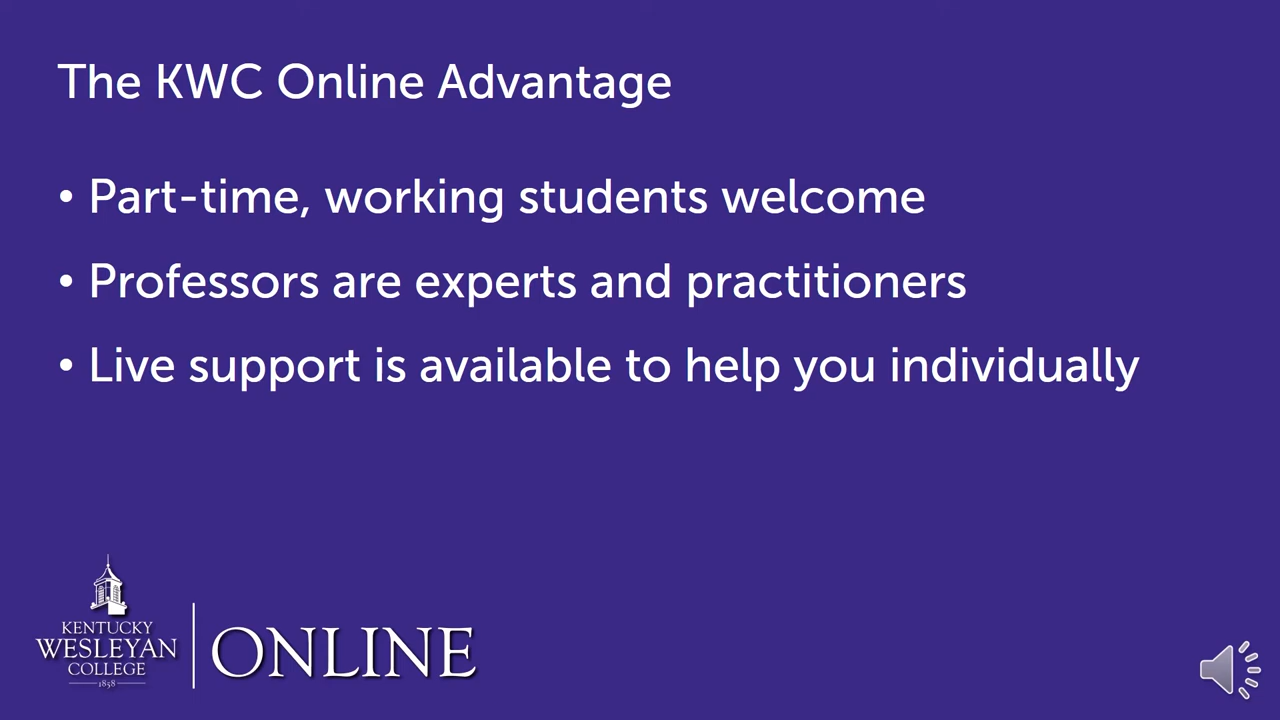 The KWC Online Advantage
• Part-time, working students welcome
• Professors are experts and practitioners
• Live support is available to help you individually
KENTUCKY
WESLEYAN
COLLEGE
1858
ONLINE